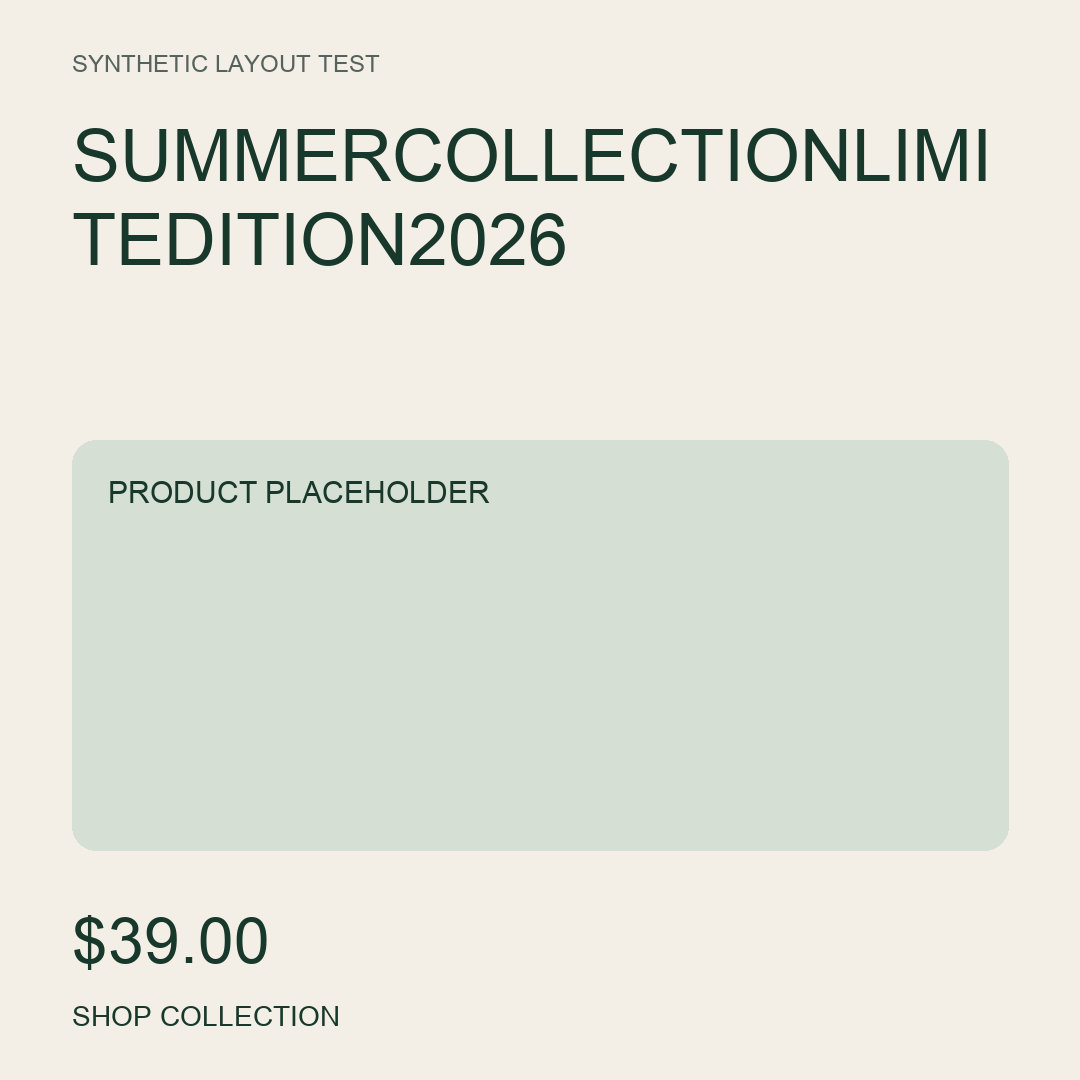 SYNTHETIC LAYOUT TEST
SUMMERCOLLECTIONLIMI
TEDITION2026
PRODUCT PLACEHOLDER
$39.00
SHOP COLLECTION